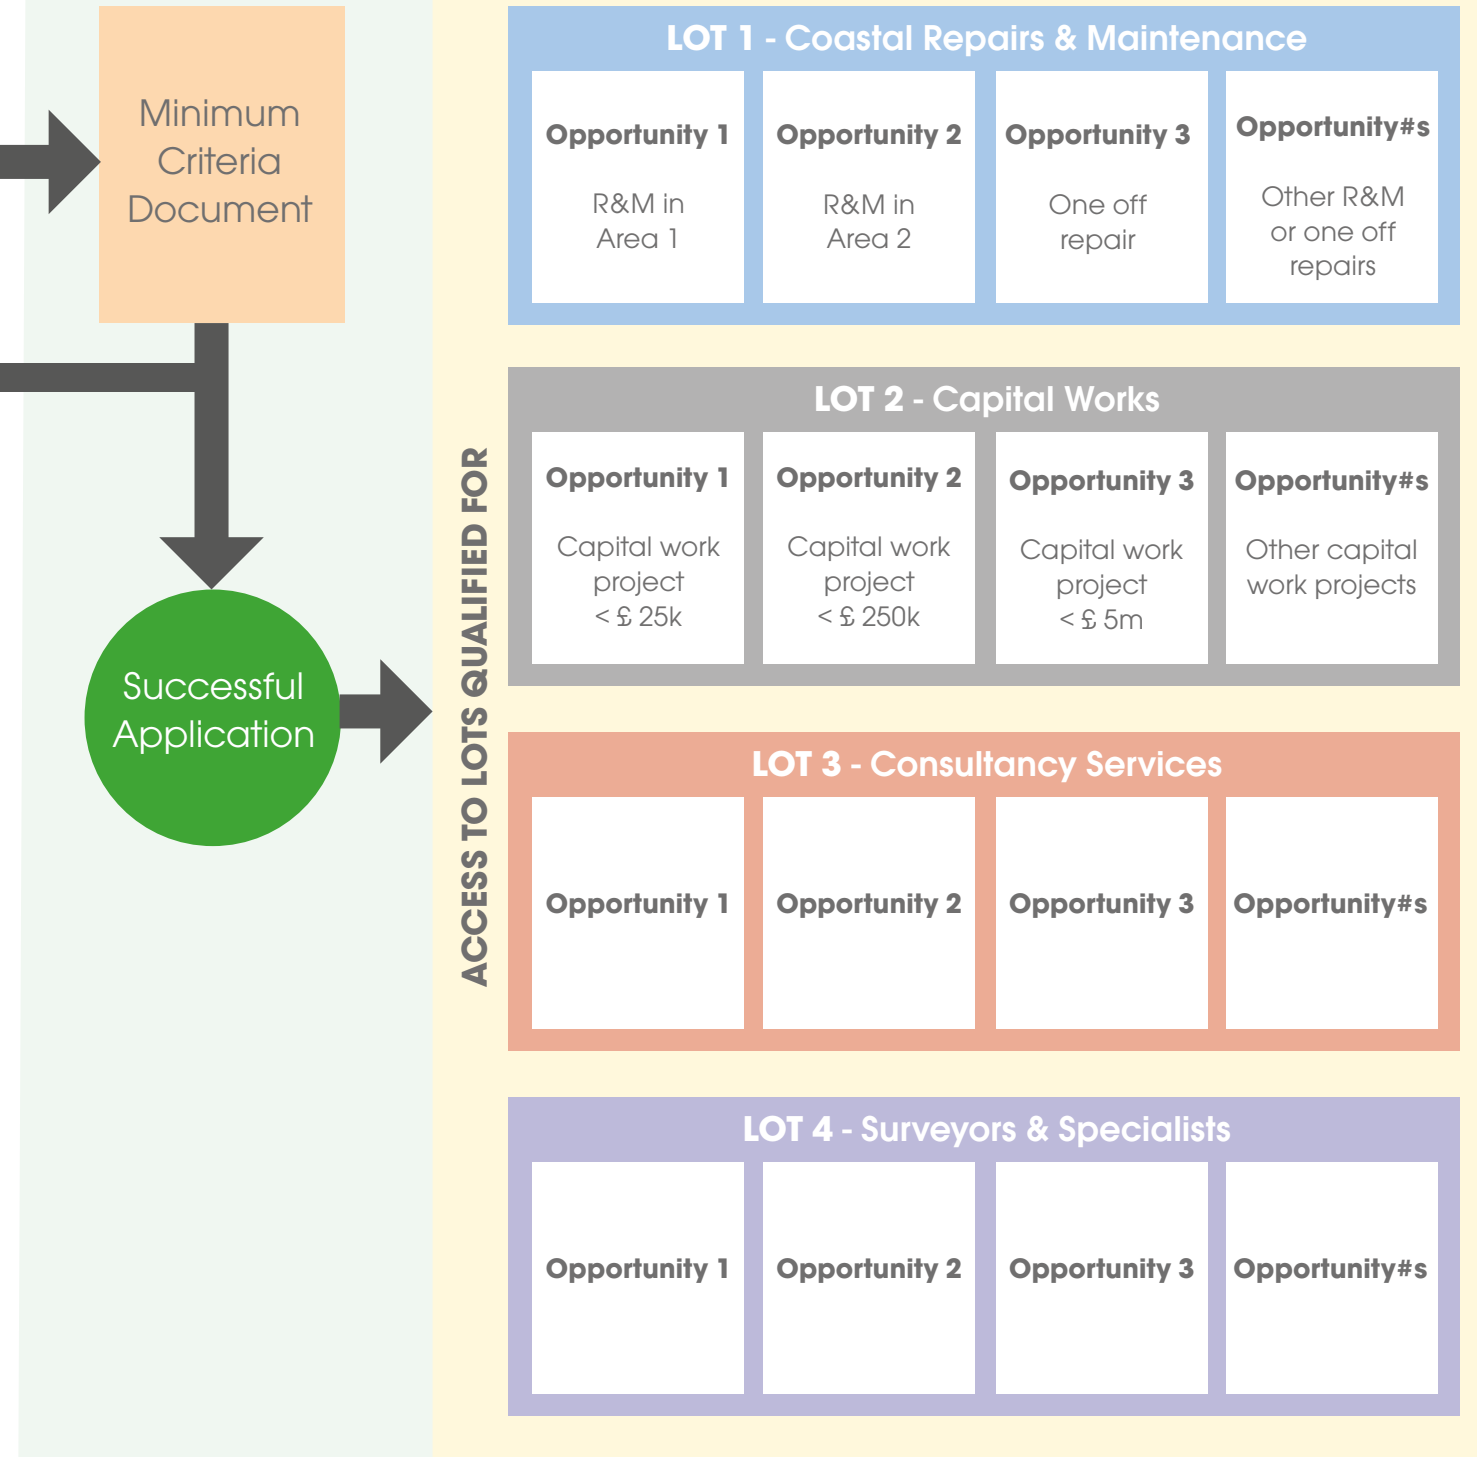 Minimum
Criteria
Document
Successful
Application
ACCESS TO LOTS QUALIFIED FOR
LOT 1 - Coastal Repairs & Maintenance
Opportunity 1
R&M in
Area 1
Opportunity 2
R&M in
Area 2
Opportunity 3
One off
repair
Opportunity#s
Other R&M
or one off
repairs
LOT 2 - Capital Works
Opportunity 1
Capital work
project
< £ 25k
Opportunity 2
Capital work
project
< £ 250k
Opportunity 3
Capital work
project
< £ 5m
Opportunity#s
Other capital
work projects
LOT 3 - Consultancy Services
Opportunity 1
Opportunity 2
Opportunity 3
Opportunity#s
LOT 4 - Surveyors & Specialists
Opportunity 1
Opportunity 2
Opportunity 3
Opportunity#s